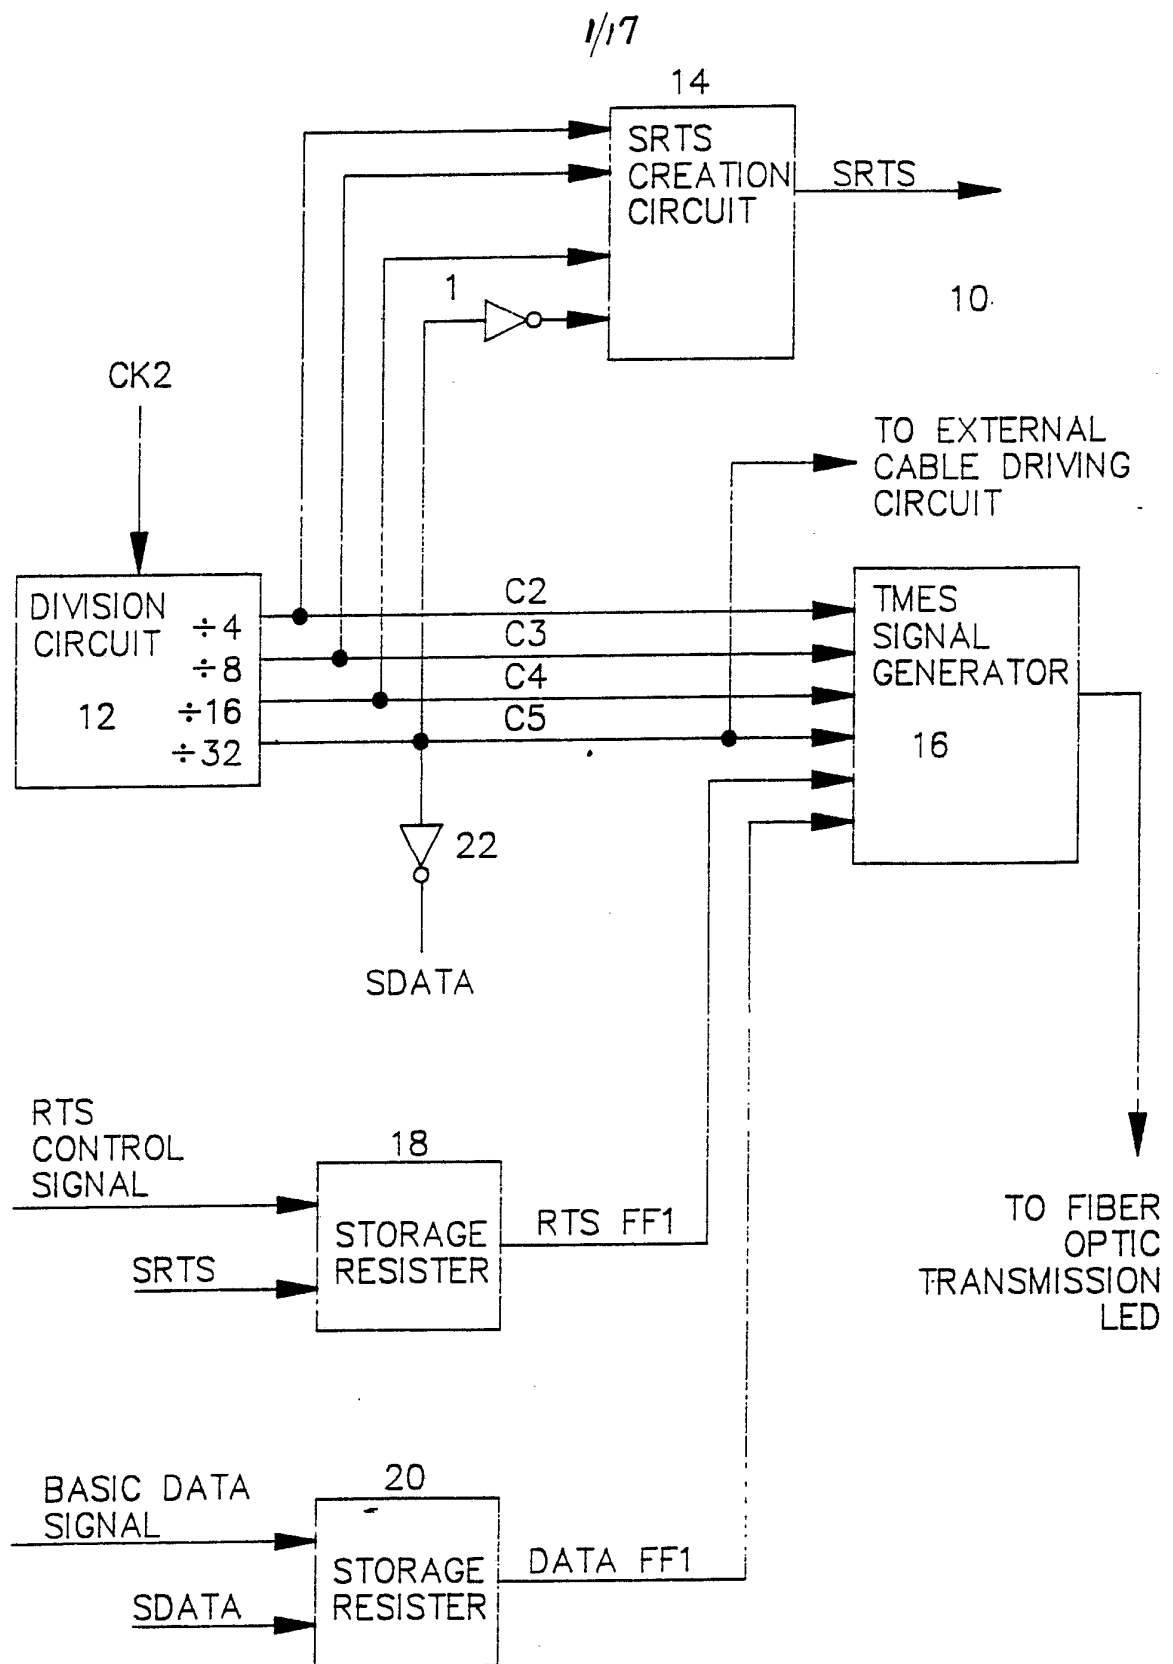 1/17
14
SRTS
CREATION
CIRCUIT
SRTS
1
10
CK2
TO EXTERNAL
CABLE DRIVING
CIRCUIT
DIVISION
CIRCUIT
÷4
÷8
12
÷16
÷32
C2
C3
C4
C5
TMES
SIGNAL
GENERATOR
16
22
SDATA
RTS
CONTROL
SIGNAL
18
STORAGE
RESISTER
RTS FF1
SRTS
TO FIBER
OPTIC
TRANSMISSION
LED
BASIC DATA
SIGNAL
20
STORAGE
RESISTER
DATA FF1
SDATA